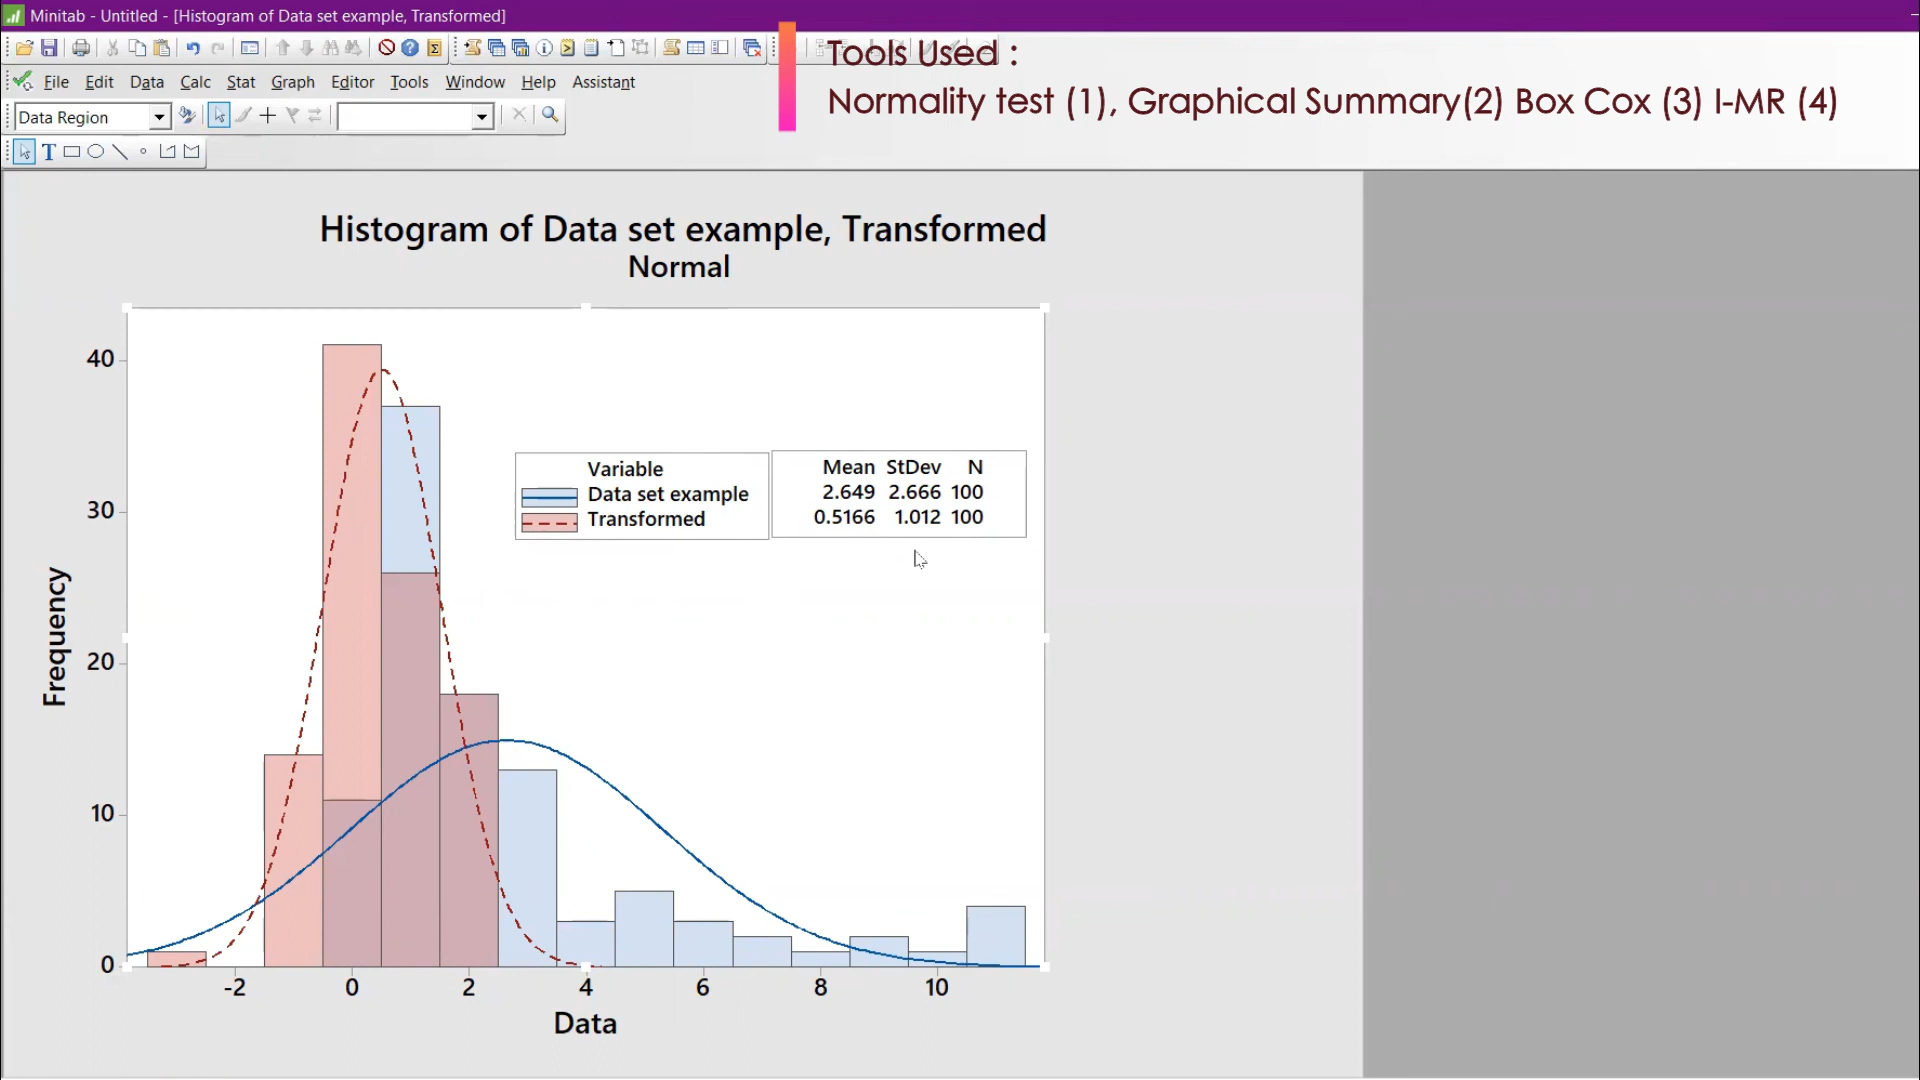 Minitab - Untitled - [Histogram of Data set example, Transformed]
Tools Used :
Normality test (1), Graphical Summary(2) Box Cox (3) I-MR (4)
File Edit Data Calc Stat Graph Editor Tools Window Help Assistant
Data Region
T
Histogram of Data set example, Transformed
Normal
Variable
Data set example
Transformed
Mean StDev N
2.649 2.666 100
0.5166 1.012 100
Frequency
40
30
20
10
0
-2 0 2 4 6 8 10
Data